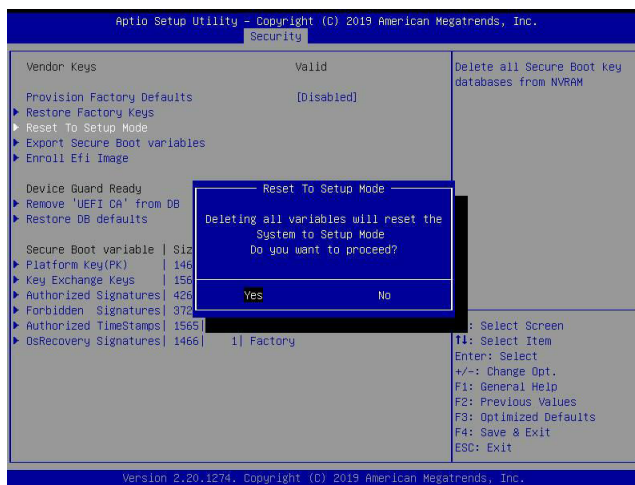 Aptio Setup Utility – Copyright (C) 2019 American Megatrends, Inc.
Security
Vendor Keys Valid
Provision Factory Defaults [Disabled]
Restore Factory Keys
Reset To Setup Mode
Export Secure Boot variables
Enroll Efi Image
Device Guard Ready
Remove 'UEFI CA' from DB
Restore DB defaults
Secure Boot variable | Siz
Platform Key(PK) | 146
Key Exchange Keys | 156
Authorized Signatures| 426
Forbidden Signatures| 372
Authorized TimeStamps| 1565|
OsRecovery Signatures| 1466| 1| Factory
Reset To Setup Mode
Deleting all variables will reset the
System to Setup Mode
Do you want to proceed?
Yes No
Delete all Secure Boot key
databases from NVRAM
: Select Screen
↑↓: Select Item
Enter: Select
+/-: Change Opt.
F1: General Help
F2: Previous Values
F3: Optimized Defaults
F4: Save & Exit
ESC: Exit
Version 2.20.1274. Copyright (C) 2019 American Megatrends, Inc.